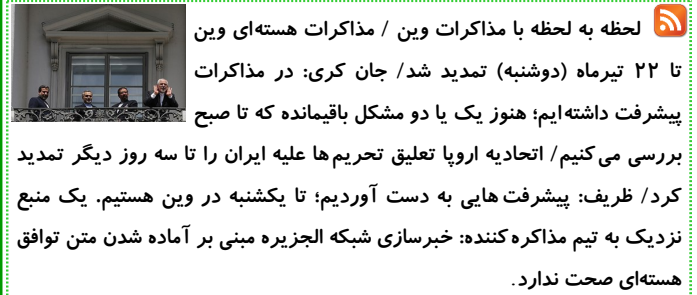 لحظه به لحظه با مذاکرات وین / مذاکرات هسته‌ای وین
تا ۲۲ تیرماه (دوشنبه) تمدید شد/ جان کری: در مذاکرات
پیشرفت داشته‌ایم؛ هنوز یک یا دو مشکل باقیمانده که تا صبح
بررسی می‌کنیم/ اتحادیه اروپا تعلیق تحریم‌ها علیه ایران را تا سه روز دیگر تمدید
کرد/ ظریف: پیشرفت‌هایی به دست آوردیم؛ تا یکشنبه در وین هستیم. یک منبع
نزدیک به تیم مذاکره‌کننده: خبرسازی شبکه الجزیره مبنی بر آماده شدن متن توافق
هسته‌ای صحت ندارد.